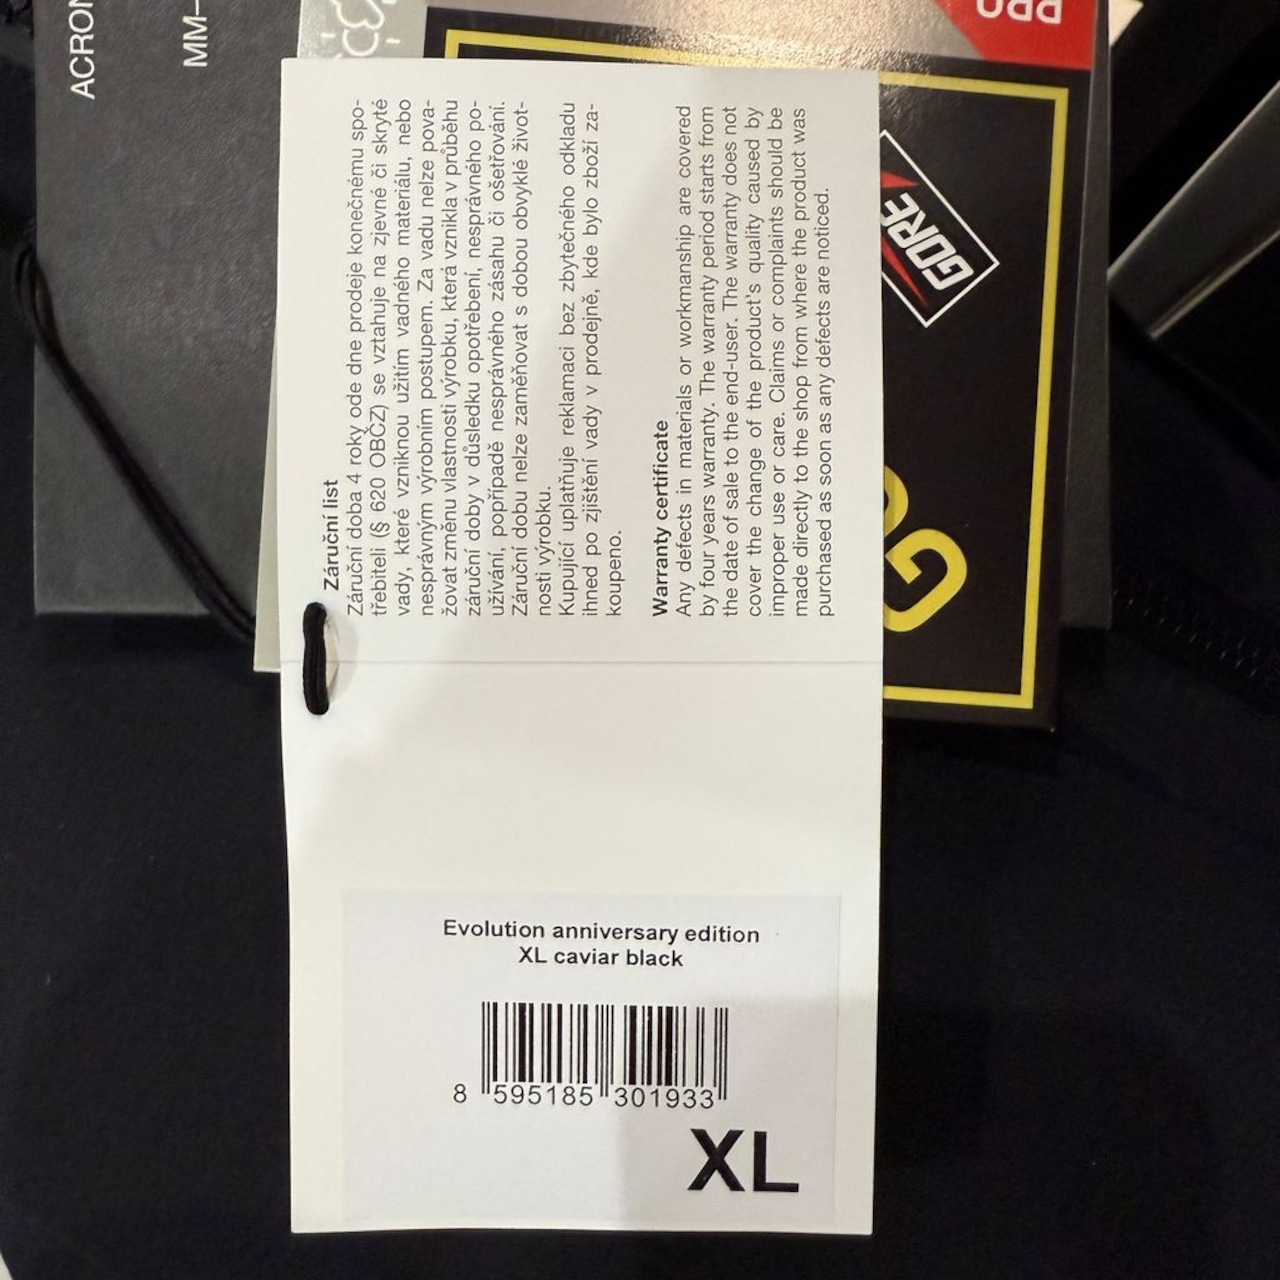 ACRON
MM-
PRO
GORE
Záruční list
Záruční doba 4 roky ode dne prodeje konečnému spo-
třebiteli (§ 620 OBČZ) se vztahuje na zjevné či skryté
vady, které vzniknou užitím vadného materiálu, nebo
nesprávným výrobním postupem. Za vadu nelze pova-
žovat změnu vlastnosti výrobku, která vznikla v průběhu
záruční doby v důsledku opotřebení, nesprávného po-
užívání, popřípadě nesprávného zásahu či ošetřování.
Záruční dobu nelze zaměňovat s dobou obvyklé život-
nosti výrobku.
Kupující uplatňuje reklamaci bez zbytečného odkladu
ihned po zjištění vady v prodejně, kde bylo zboží za-
koupeno.
Warranty certificate
Any defects in materials or workmanship are covered
by four years warranty. The warranty period starts from
the date of sale to the end-user. The warranty does not
cover the change of the product's quality caused by
improper use or care. Claims or complaints should be
made directly to the shop from where the product was
purchased as soon as any defects are noticed.
Evolution anniversary edition
XL caviar black
8 595185 301933
XL